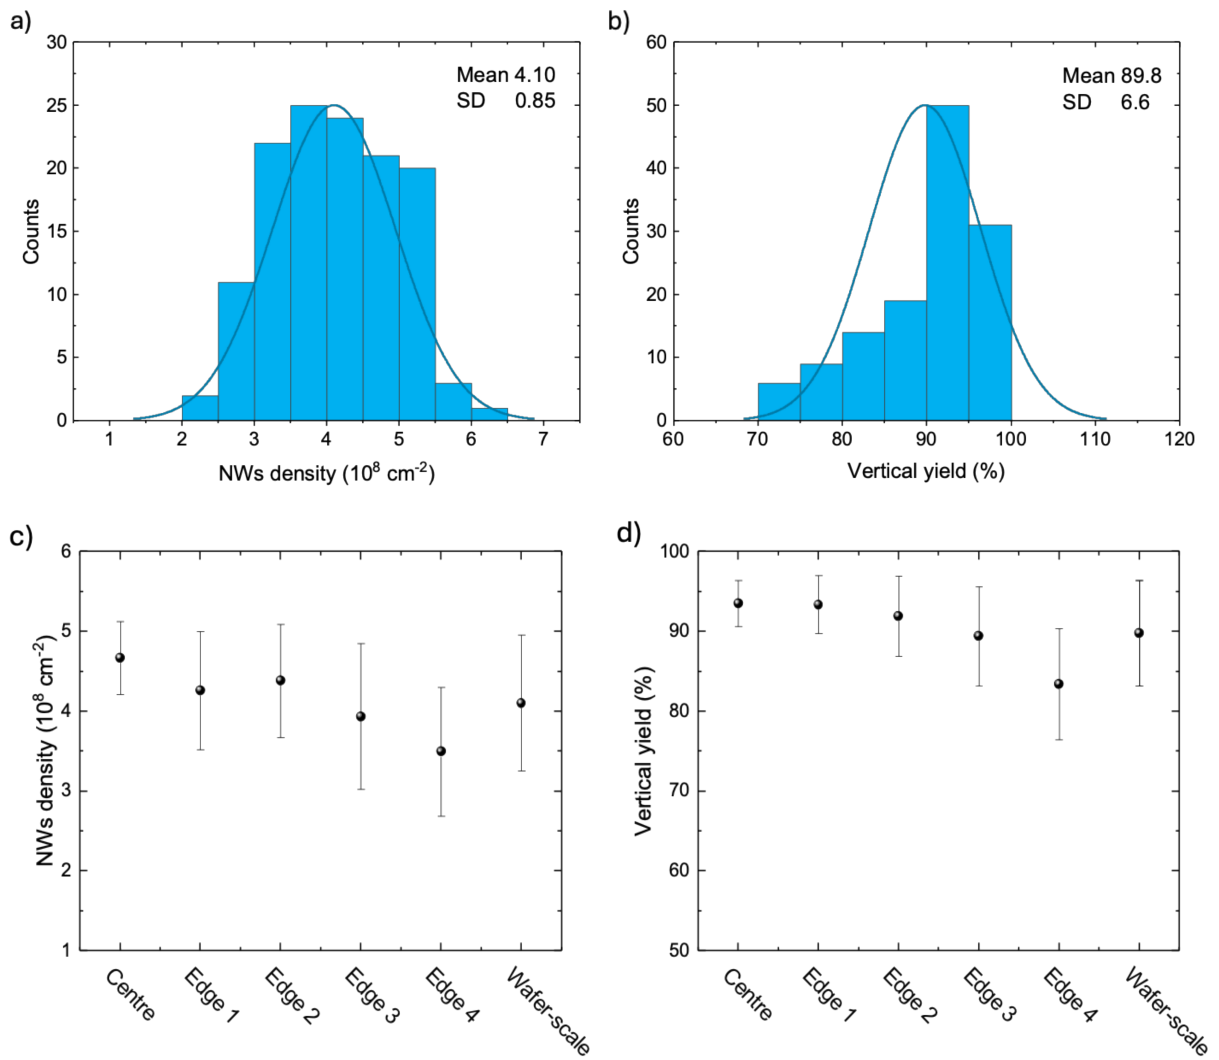 a)
30
25
20
15
10
5
0
Counts
Mean 4.10
SD 0.85
1 2 3 4 5 6 7
NWs density (10⁸ cm⁻²)
b)
60
50
40
30
20
10
0
Counts
Mean 89.8
SD 6.6
60 70 80 90 100 110 120
Vertical yield (%)
c)
6
5
4
3
2
1
NWs density (10⁸ cm⁻²)
Centre
Edge 1
Edge 2
Edge 3
Edge 4
Wafer-scale
d)
100
90
80
70
60
50
Vertical yield (%)
Centre
Edge 1
Edge 2
Edge 3
Edge 4
Wafer-scale